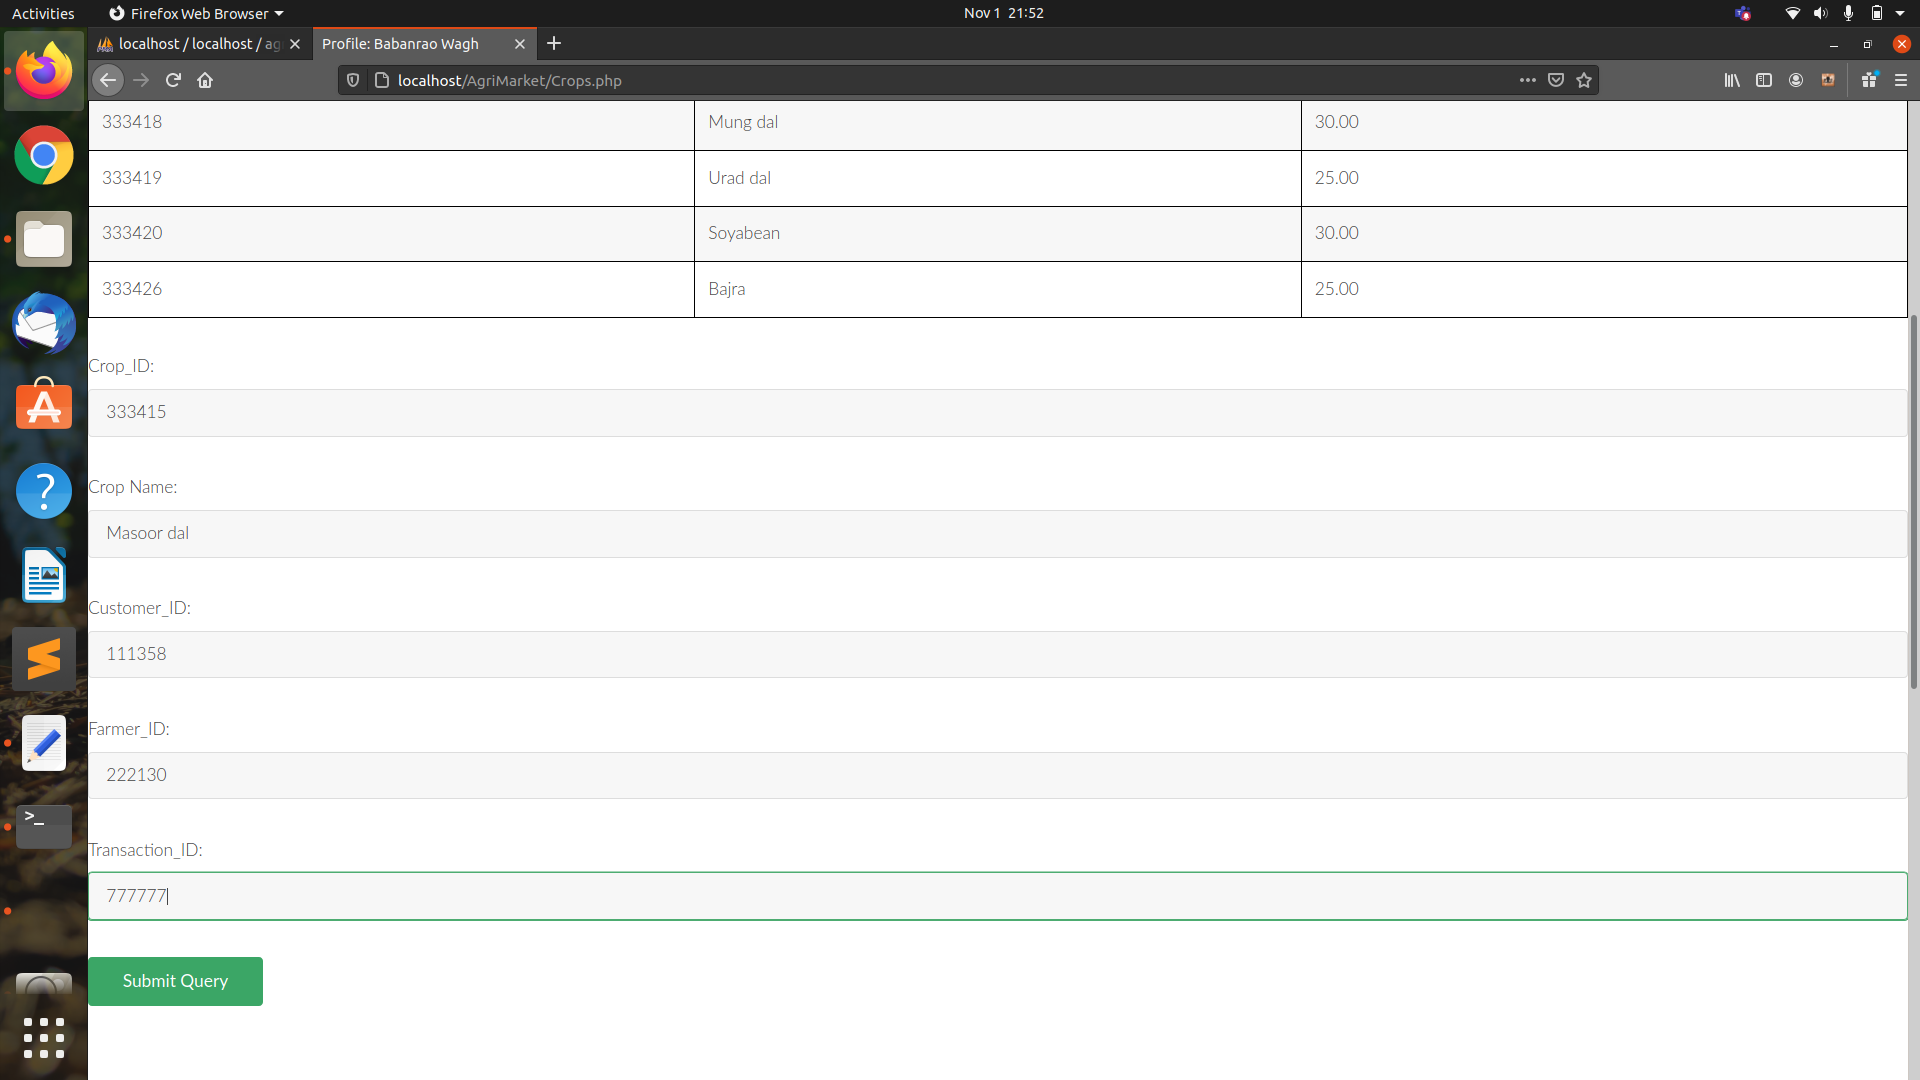 Activities Firefox Web Browser Nov 1 21:52
localhost / localhost / ag Profile: Babanrao Wagh
localhost/AgriMarket/Crops.php
333418 Mung dal 30.00
333419 Urad dal 25.00
333420 Soyabean 30.00
333426 Bajra 25.00
Crop_ID:
333415
Crop Name:
Masoor dal
Customer_ID:
111358
Farmer_ID:
222130
Transaction_ID:
777777
Submit Query